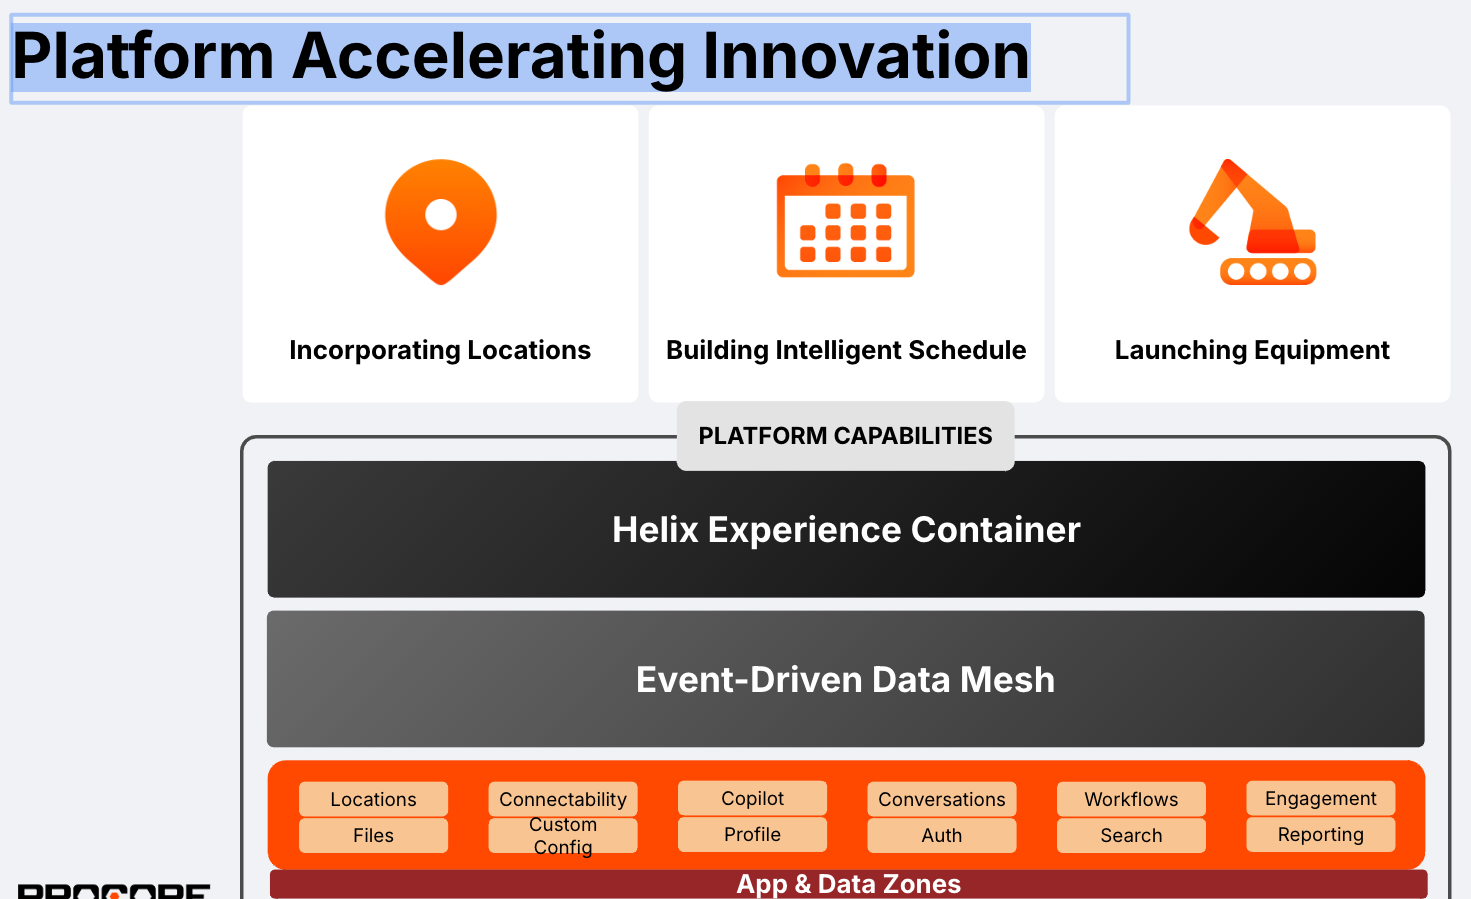 Platform Accelerating Innovation
Incorporating Locations
Building Intelligent Schedule
Launching Equipment
PLATFORM CAPABILITIES
Helix Experience Container
Event-Driven Data Mesh
Locations
Connectability
Copilot
Conversations
Workflows
Engagement
Files
Custom
Config
Profile
Auth
Search
Reporting
App & Data Zones
PROCORE